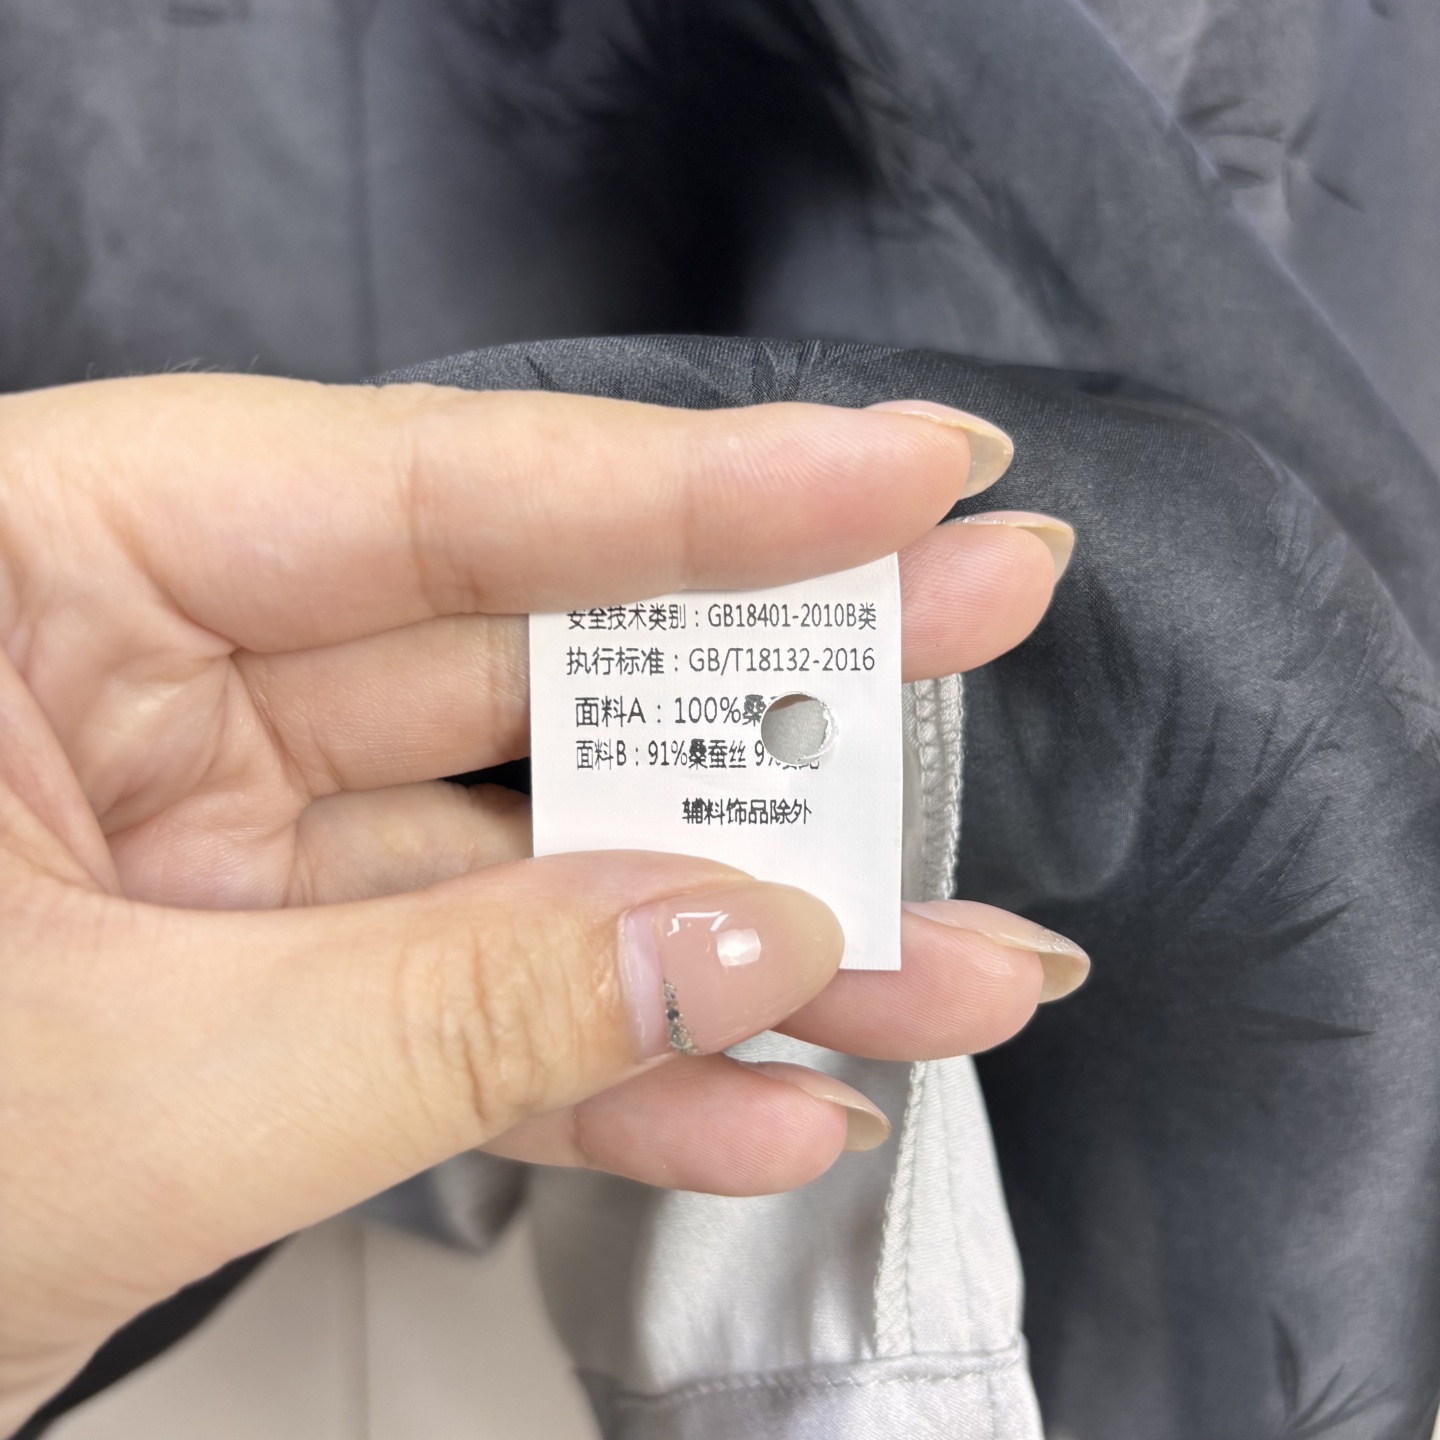 安全技术类别：GB18401-2010B类
执行标准：GB/T18132-2016
面料A：100%桑
面料B：91%桑蚕丝 9%
辅料饰品除外